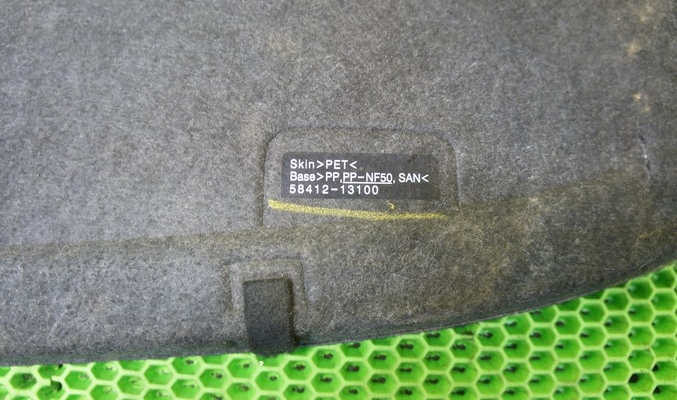 Skin>PET<
Base>PP,PP-NF50, SAN<
58412-13100